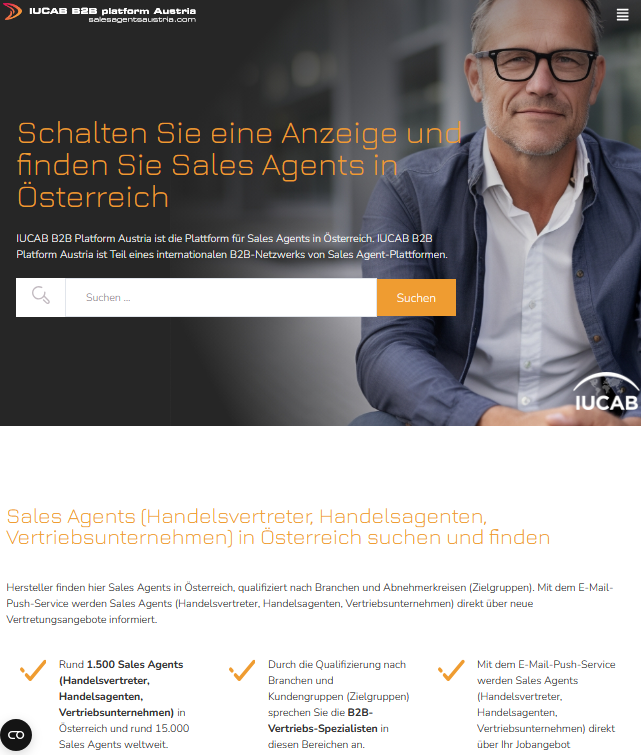 IUCAB B2B platform Austria
salesagentsaustria.com
Schalten Sie eine Anzeige und
finden Sie Sales Agents in
Österreich
IUCAB B2B Platform Austria ist die Plattform für Sales Agents in Österreich. IUCAB B2B
Platform Austria ist Teil eines internationalen B2B-Netzwerks von Sales Agent-Plattformen.
Suchen ...
Suchen
IUCAB
Sales Agents (Handelsvertreter, Handelsagenten,
Vertriebsunternehmen) in Österreich suchen und finden
Hersteller finden hier Sales Agents in Österreich, qualifiziert nach Branchen und Abnehmerkreisen (Zielgruppen). Mit dem E-Mail-
Push-Service werden Sales Agents (Handelsvertreter, Handelsagenten, Vertriebsunternehmen) direkt über neue
Vertretungsangebote informiert.
Rund 1.500 Sales Agents
(Handelsvertreter,
Handelsagenten,
Vertriebsunternehmen) in
Österreich und rund 15.000
Sales Agents weltweit.
Durch die Qualifizierung nach
Branchen und
Kundengruppen (Zielgruppen)
sprechen Sie die B2B-
Vertriebs-Spezialisten in
diesen Bereichen an.
Mit dem E-Mail-Push-Service
werden Sales Agents
(Handelsvertreter,
Handelsagenten,
Vertriebsunternehmen) direkt
über Ihr Jobangebot